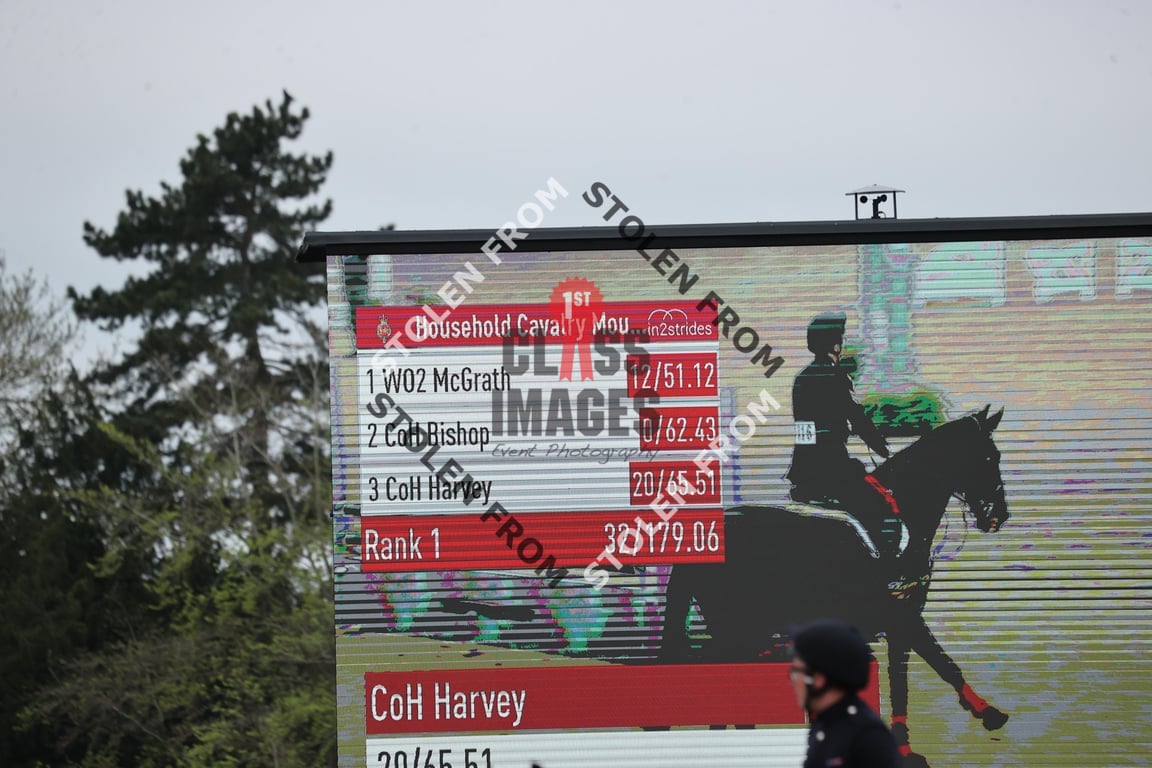 STOLEN FROM STOLEN FROM
STOLEN FROM STOLEN FROM
1ST
CLASS
IMAGES
Event Photography
Household Cavalry Mou in2strides
1 WO2 McGrath 12/51.12
2 CoH Bishop 0/62.43
3 CoH Harvey 20/65.51
Rank 1 32/179.06
CoH Harvey
20/65.51